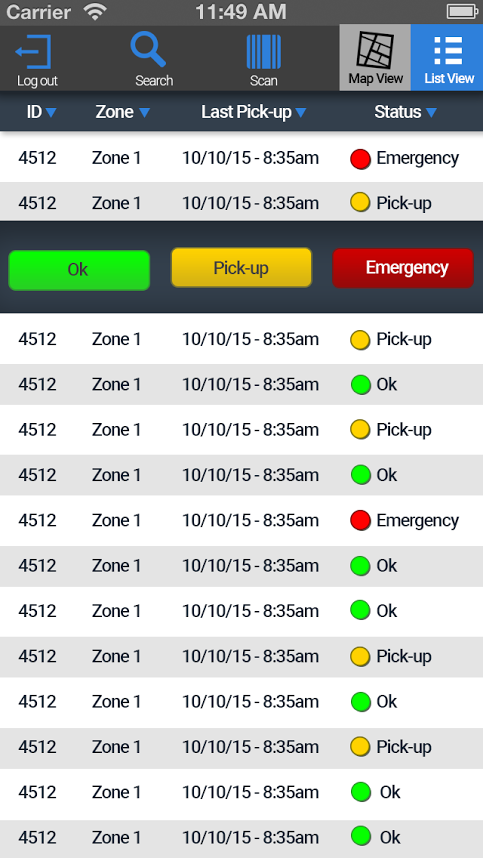 Carrier 11:49 AM
Log out Search Scan Map View List View
ID Zone Last Pick-up Status
4512 Zone 1 10/10/15 - 8:35am Emergency
4512 Zone 1 10/10/15 - 8:35am Pick-up
Ok Pick-up Emergency
4512 Zone 1 10/10/15 - 8:35am Pick-up
4512 Zone 1 10/10/15 - 8:35am Ok
4512 Zone 1 10/10/15 - 8:35am Pick-up
4512 Zone 1 10/10/15 - 8:35am Ok
4512 Zone 1 10/10/15 - 8:35am Emergency
4512 Zone 1 10/10/15 - 8:35am Ok
4512 Zone 1 10/10/15 - 8:35am Ok
4512 Zone 1 10/10/15 - 8:35am Pick-up
4512 Zone 1 10/10/15 - 8:35am Ok
4512 Zone 1 10/10/15 - 8:35am Pick-up
4512 Zone 1 10/10/15 - 8:35am Ok
4512 Zone 1 10/10/15 - 8:35am Ok